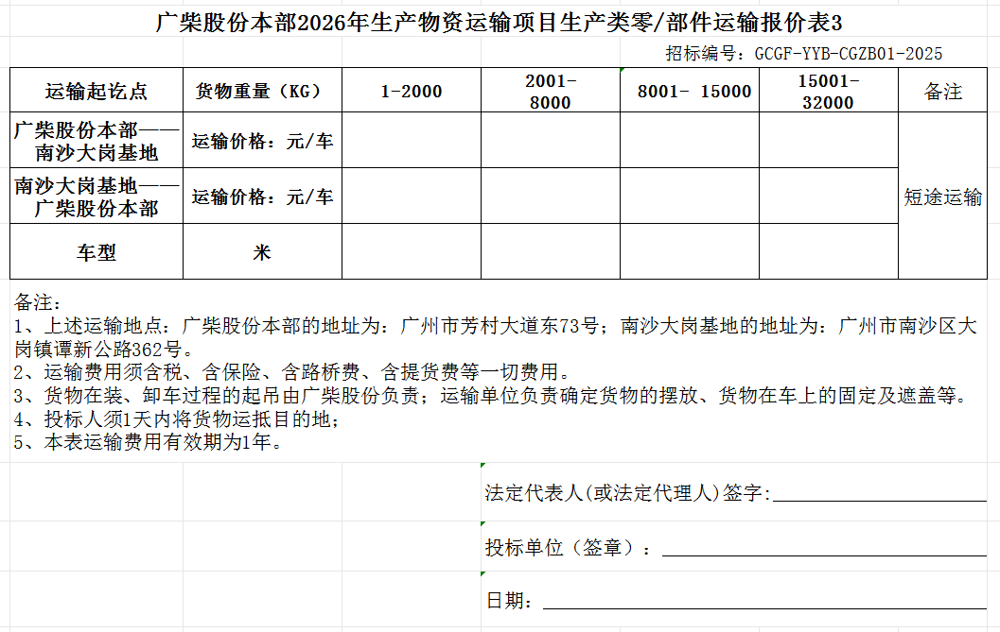 广柴股份本部2026年生产物资运输项目生产类零/部件运输报价表3
招标编号：GCGF-YYB-CGZB01-2025
运输起讫点 货物重量（KG） 1-2000 2001-8000 8001- 15000 15001-32000 备注
广柴股份本部——南沙大岗基地 运输价格：元/车
南沙大岗基地——广柴股份本部 运输价格：元/车 短途运输
车型 米
备注：
1、上述运输地点：广柴股份本部的地址为：广州市芳村大道东73号；南沙大岗基地的地址为：广州市南沙区大
岗镇谭新公路362号。
2、运输费用须含税、含保险、含路桥费、含提货费等一切费用。
3、货物在装、卸车过程的起吊由广柴股份负责；运输单位负责确定货物的摆放、货物在车上的固定及遮盖等。
4、投标人须1天内将货物运抵目的地；
5、本表运输费用有效期为1年。
法定代表人(或法定代理人)签字:
投标单位（签章）：
日期：